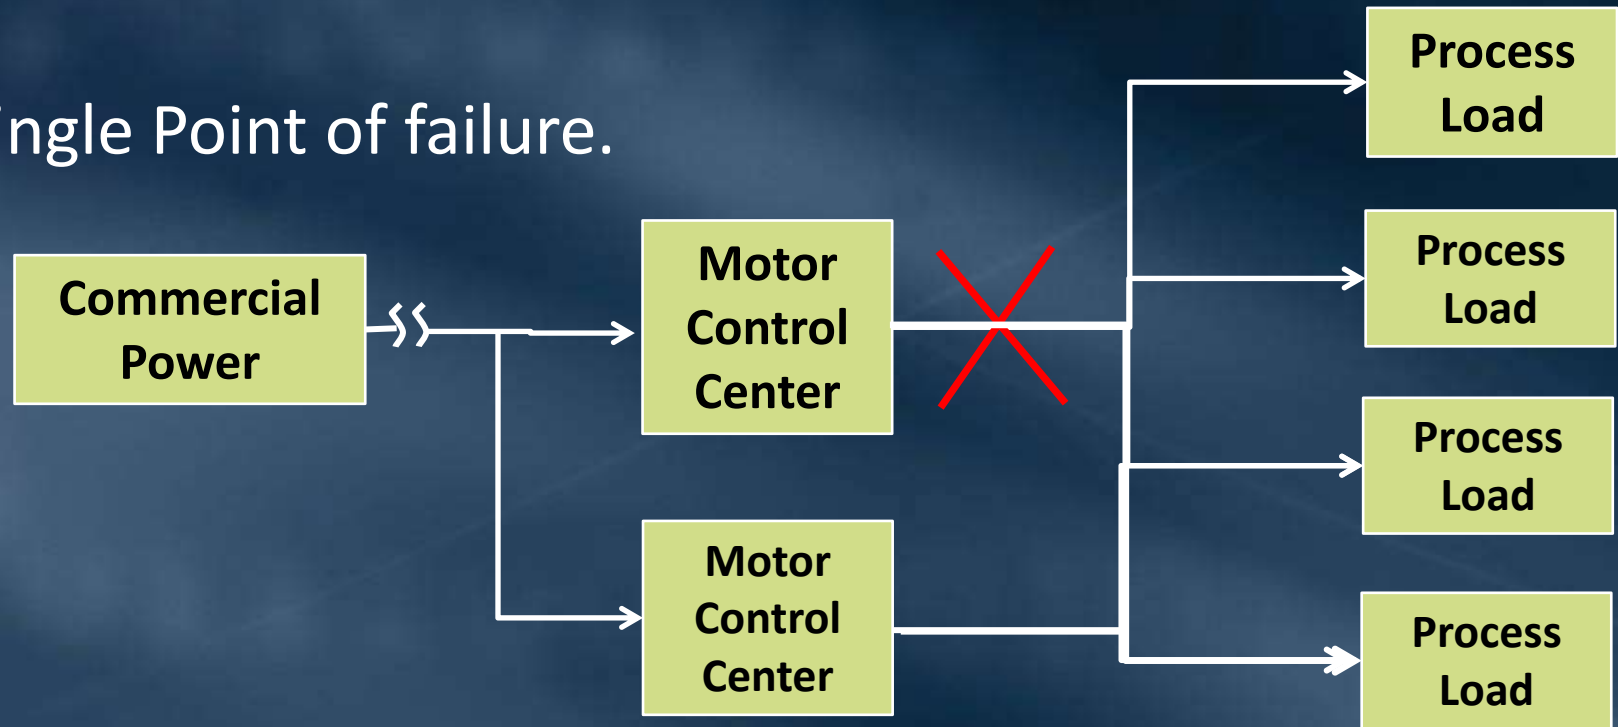 ngle Point of failure.
Commercial
Power
Motor
Control
Center
Motor
Control
Center
Process
Load
Process
Load
Process
Load
Process
Load